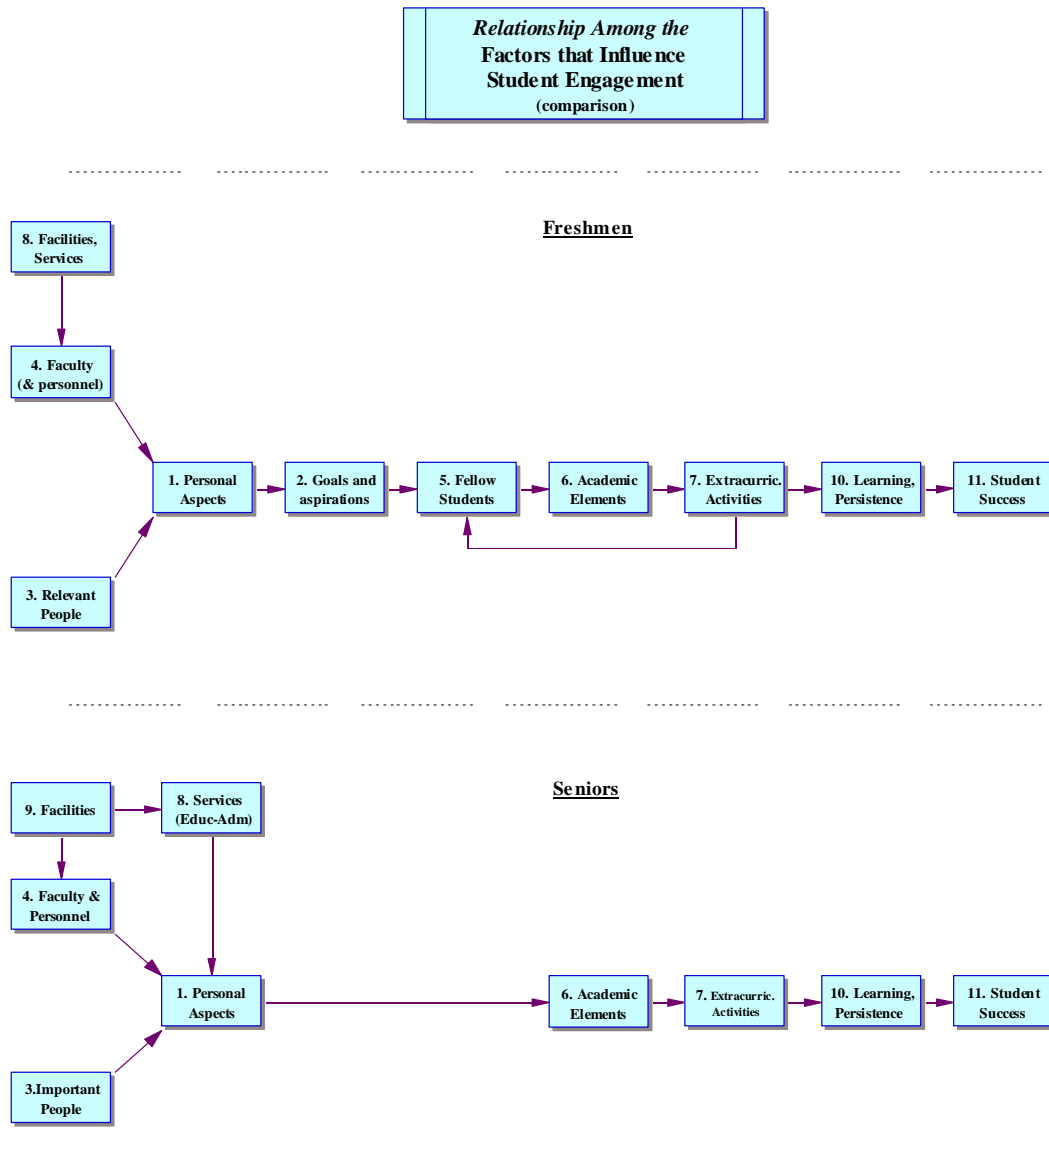 Relationship Among the
Factors that Influence
Student Engagement
(comparison)
Freshmen
8. Facilities,
Services
4. Faculty
(& personnel)
1. Personal
Aspects
2. Goals and
aspirations
5. Fellow
Students
6. Academic
Elements
7. Extracurric.
Activities
10. Learning,
Persistence
11. Student
Success
3. Relevant
People
Seniors
9. Facilities
8. Services
(Educ-Adm)
4. Faculty &
Personnel
1. Personal
Aspects
6. Academic
Elements
7. Extracurric.
Activities
10. Learning,
Persistence
11. Student
Success
3.Important
People